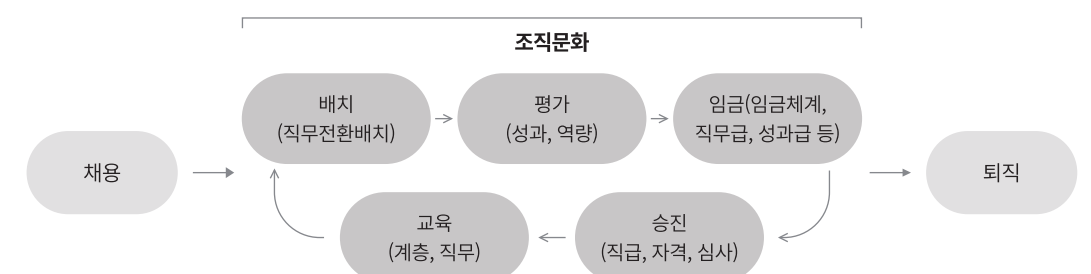 조직문화
채용
배치
(직무전환배치)
평가
(성과, 역량)
임금(임금체계,
직무급, 성과급 등)
승진
(직급, 자격, 심사)
교육
(계층, 직무)
퇴직